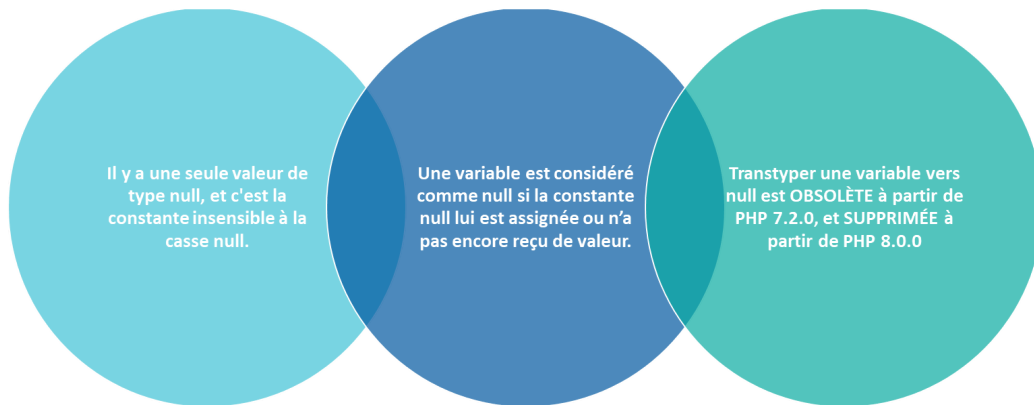 Il y a une seule valeur de
type null, et c'est la
constante insensible à la
casse null.
Une variable est considéré
comme null si la constante
null lui est assignée ou n'a
pas encore reçu de valeur.
Transtyper une variable vers
null est OBSOLÈTE à partir de
PHP 7.2.0, et SUPPRIMÉE à
partir de PHP 8.0.0